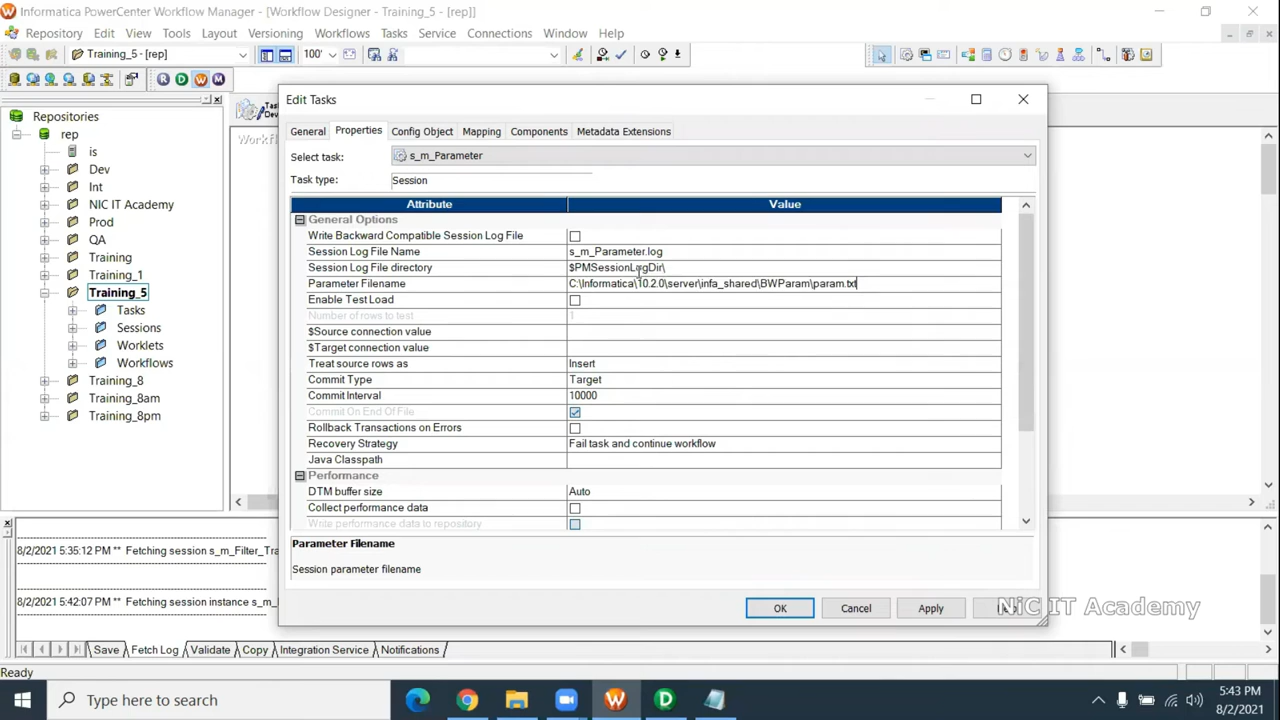 Informatica PowerCenter Workflow Manager - [Workflow Designer - Training_5 - [rep]]
Repository Edit View Tools Layout Versioning Workflows Tasks Service Connections Window Help
Training_5 - [rep]
100'
R D W M
Repositories
rep
is
Dev
Int
NIC IT Academy
Prod
QA
Training
Training_1
Training_5
Tasks
Sessions
Worklets
Workflows
Training_8
Training_8am
Training_8pm
Edit Tasks
General Properties Config Object Mapping Components Metadata Extensions
Select task: s_m_Parameter
Task type: Session
Attribute Value
General Options
Write Backward Compatible Session Log File
Session Log File Name s_m_Parameter.log
Session Log File directory $PMSessionLogDir\
Parameter Filename C:\Informatica\10.2.0\server\infa_shared\BWParam\param.txt
Enable Test Load
Number of rows to test 1
$Source connection value
$Target connection value
Treat source rows as Insert
Commit Type Target
Commit Interval 10000
Commit On End Of File
Rollback Transactions on Errors
Recovery Strategy Fail task and continue workflow
Java Classpath
Performance
DTM buffer size Auto
Collect performance data
Write performance data to repository
Parameter Filename
Session parameter filename
OK Cancel Apply
NIC IT Academy
8/2/2021 5:35:12 PM ** Fetching session s_m_Filter_Tra
8/2/2021 5:42:07 PM ** Fetching session instance s_m_
Save Fetch Log Validate Copy Integration Service Notifications
Ready
Type here to search
5:43 PM
8/2/2021